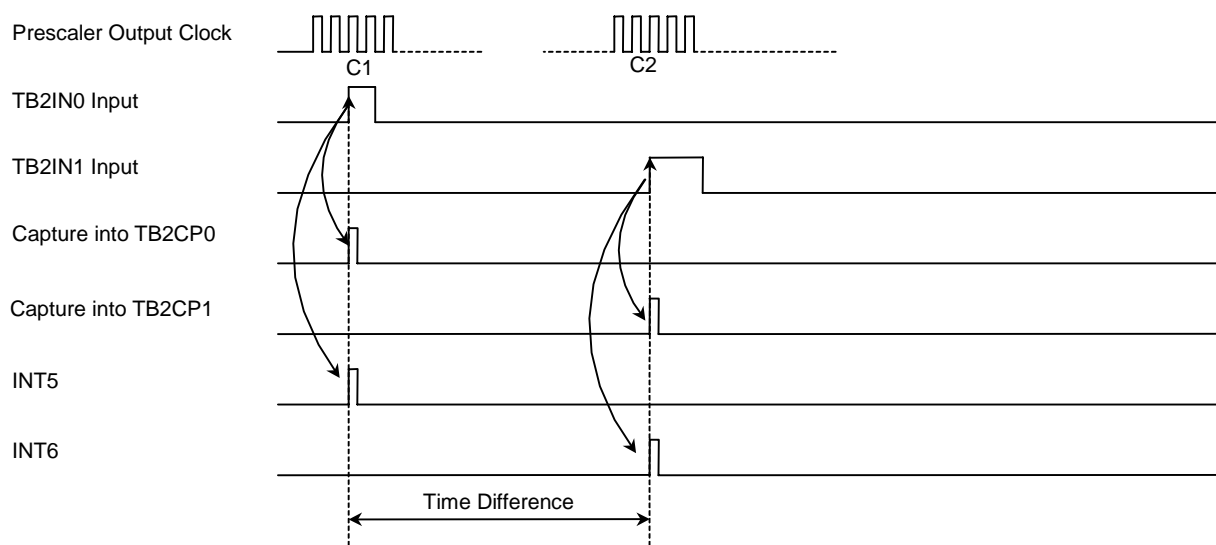 Prescaler Output Clock
C1
C2
TB2IN0 Input
TB2IN1 Input
Capture into TB2CP0
Capture into TB2CP1
INT5
INT6
Time Difference